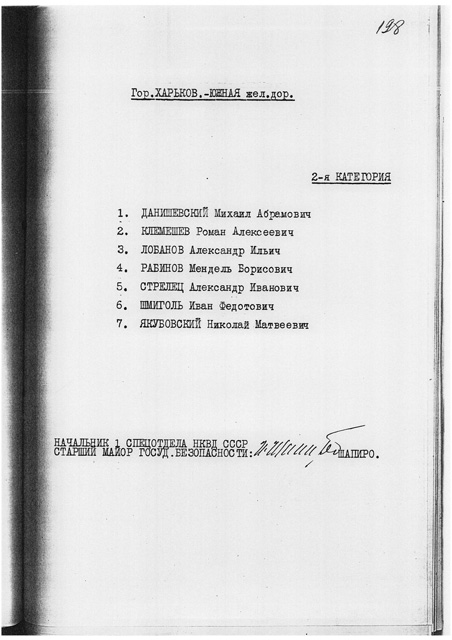 198
Гор.ХАРЬКОВ.-ЮЖНАЯ жел.дор.
2-я КАТЕГОРИЯ
1. ДАНИШЕВСКИЙ Михаил Абрамович
2. КЛЕМЕШЕВ Роман Алексеевич
3. ЛОБАНОВ Александр Ильич
4. РАБИНОВ Мендель Борисович
5. СТРЕЛЕЦ Александр Иванович
6. ШМИГОЛЬ Иван Федотович
7. ЯКУБОВСКИЙ Николай Матвеевич
НАЧАЛЬНИК 1 СПЕЦОТДЕЛА НКВД СССР
СТАРШИЙ МАЙОР ГОСУД.БЕЗОПАСНОСТИ: ШАПИРО.